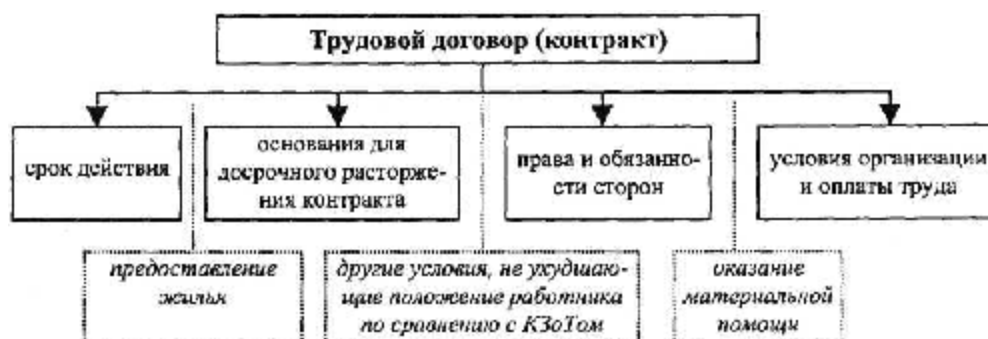 Трудовой договор (контракт)
срок действия
основания для
досрочного расторже-
ния контракта
права и обязанно-
сти сторон
условия организации
и оплаты труда
предоставление
жилья
другие условия, не ухудшаю-
щие положение работника
по сравнению с КЗоТом
оказание
материальной
помощи